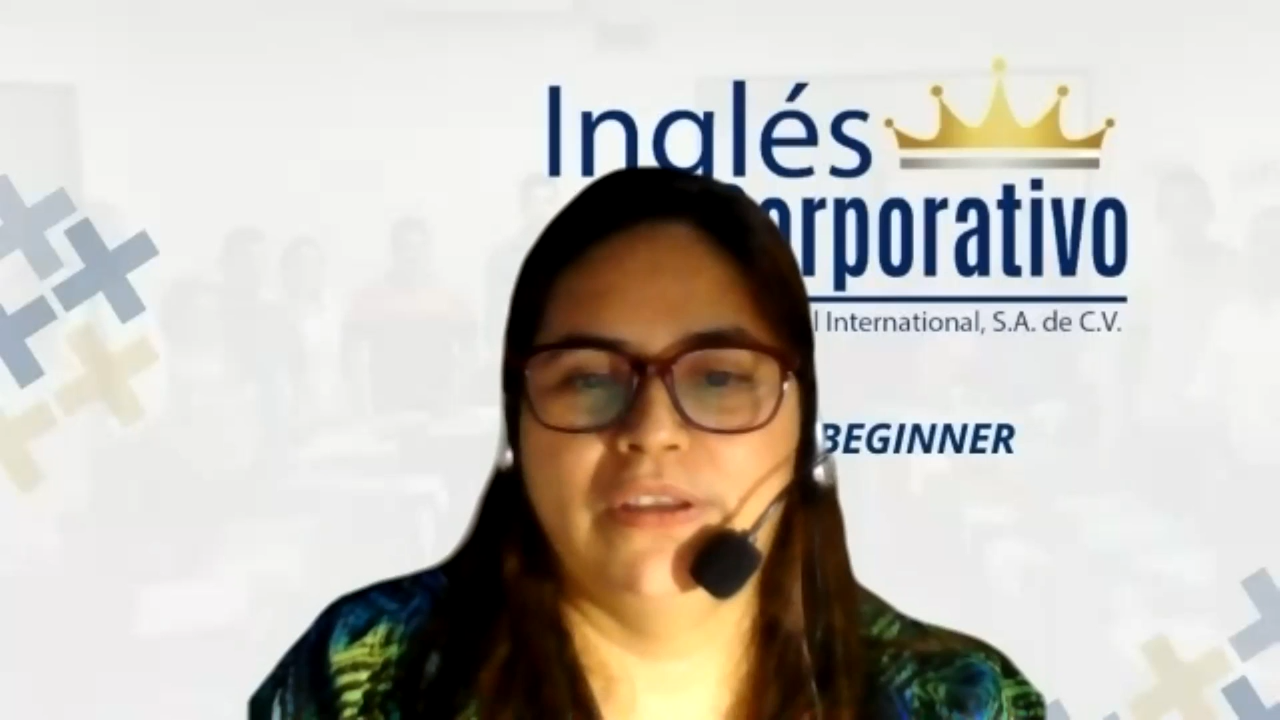 Inglés
orporativo
l International, S.A. de C.V.
BEGINNER